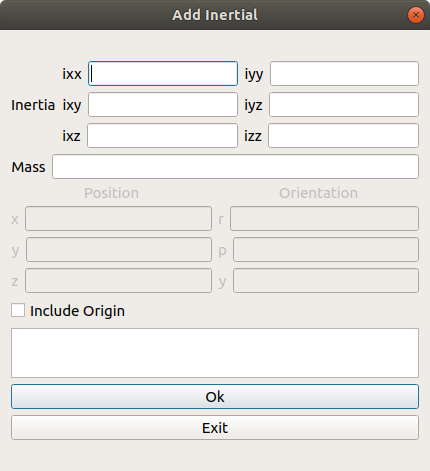 Add Inertial
ixx iyy
Inertia ixy iyz
ixz izz
Mass
Position Orientation
x r
y p
z y
Include Origin
Ok
Exit